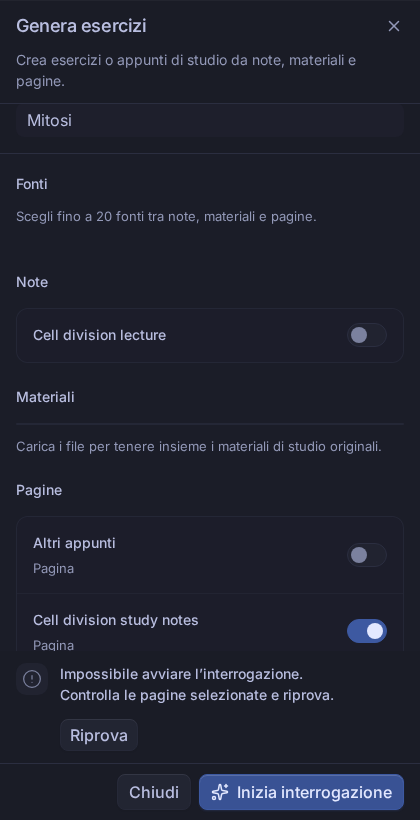 Genera esercizi
Crea esercizi o appunti di studio da note, materiali e
pagine.
Mitosi
Fonti
Scegli fino a 20 fonti tra note, materiali e pagine.
Note
Cell division lecture
Materiali
Carica i file per tenere insieme i materiali di studio originali.
Pagine
Altri appunti
Pagina
Cell division study notes
Pagina
Impossibile avviare l’interrogazione.
Controlla le pagine selezionate e riprova.
Riprova
Chiudi
Inizia interrogazione